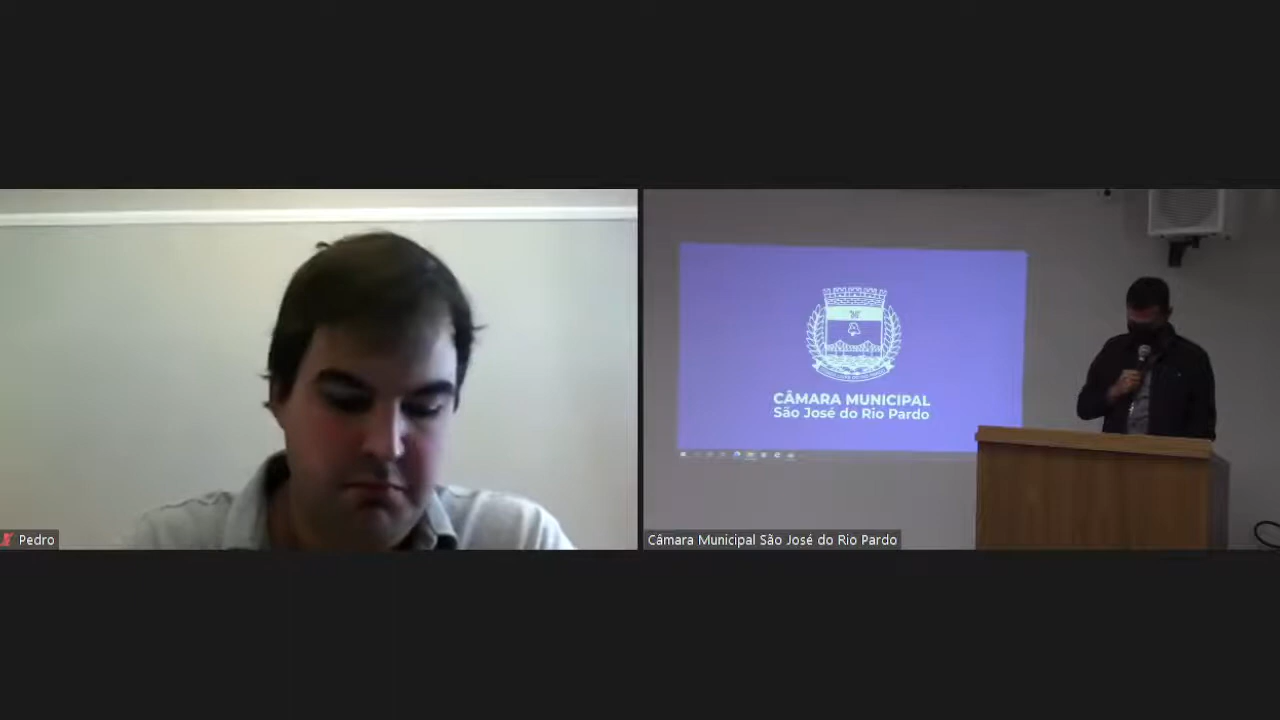 CÂMARA MUNICIPAL
São José do Rio Pardo
Pedro
Câmara Municipal São José do Rio Pardo